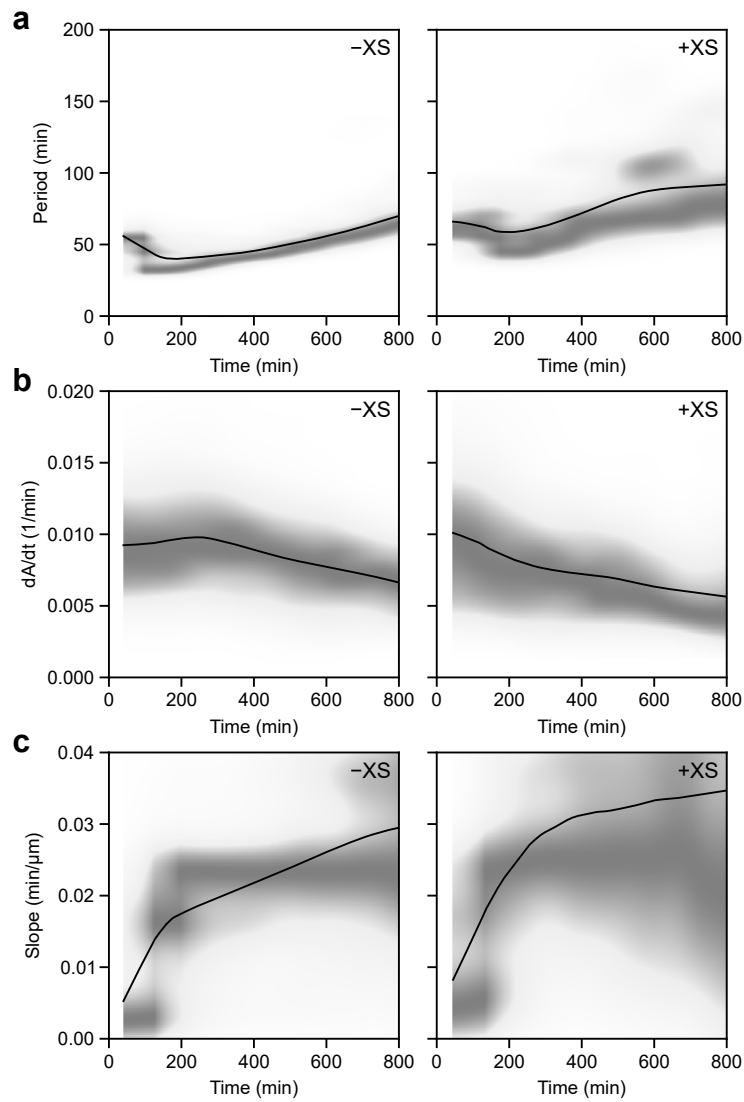 a
−XS
+XS
200
150
100
50
0
Period (min)
0 200 400 600 800
0 200 400 600 800
Time (min)
Time (min)
b
−XS
+XS
0.020
0.015
0.010
0.005
0.000
dA/dt (1/min)
0 200 400 600 800
0 200 400 600 800
Time (min)
Time (min)
c
−XS
+XS
0.04
0.03
0.02
0.01
0.00
Slope (min/μm)
0 200 400 600 800
0 200 400 600 800
Time (min)
Time (min)